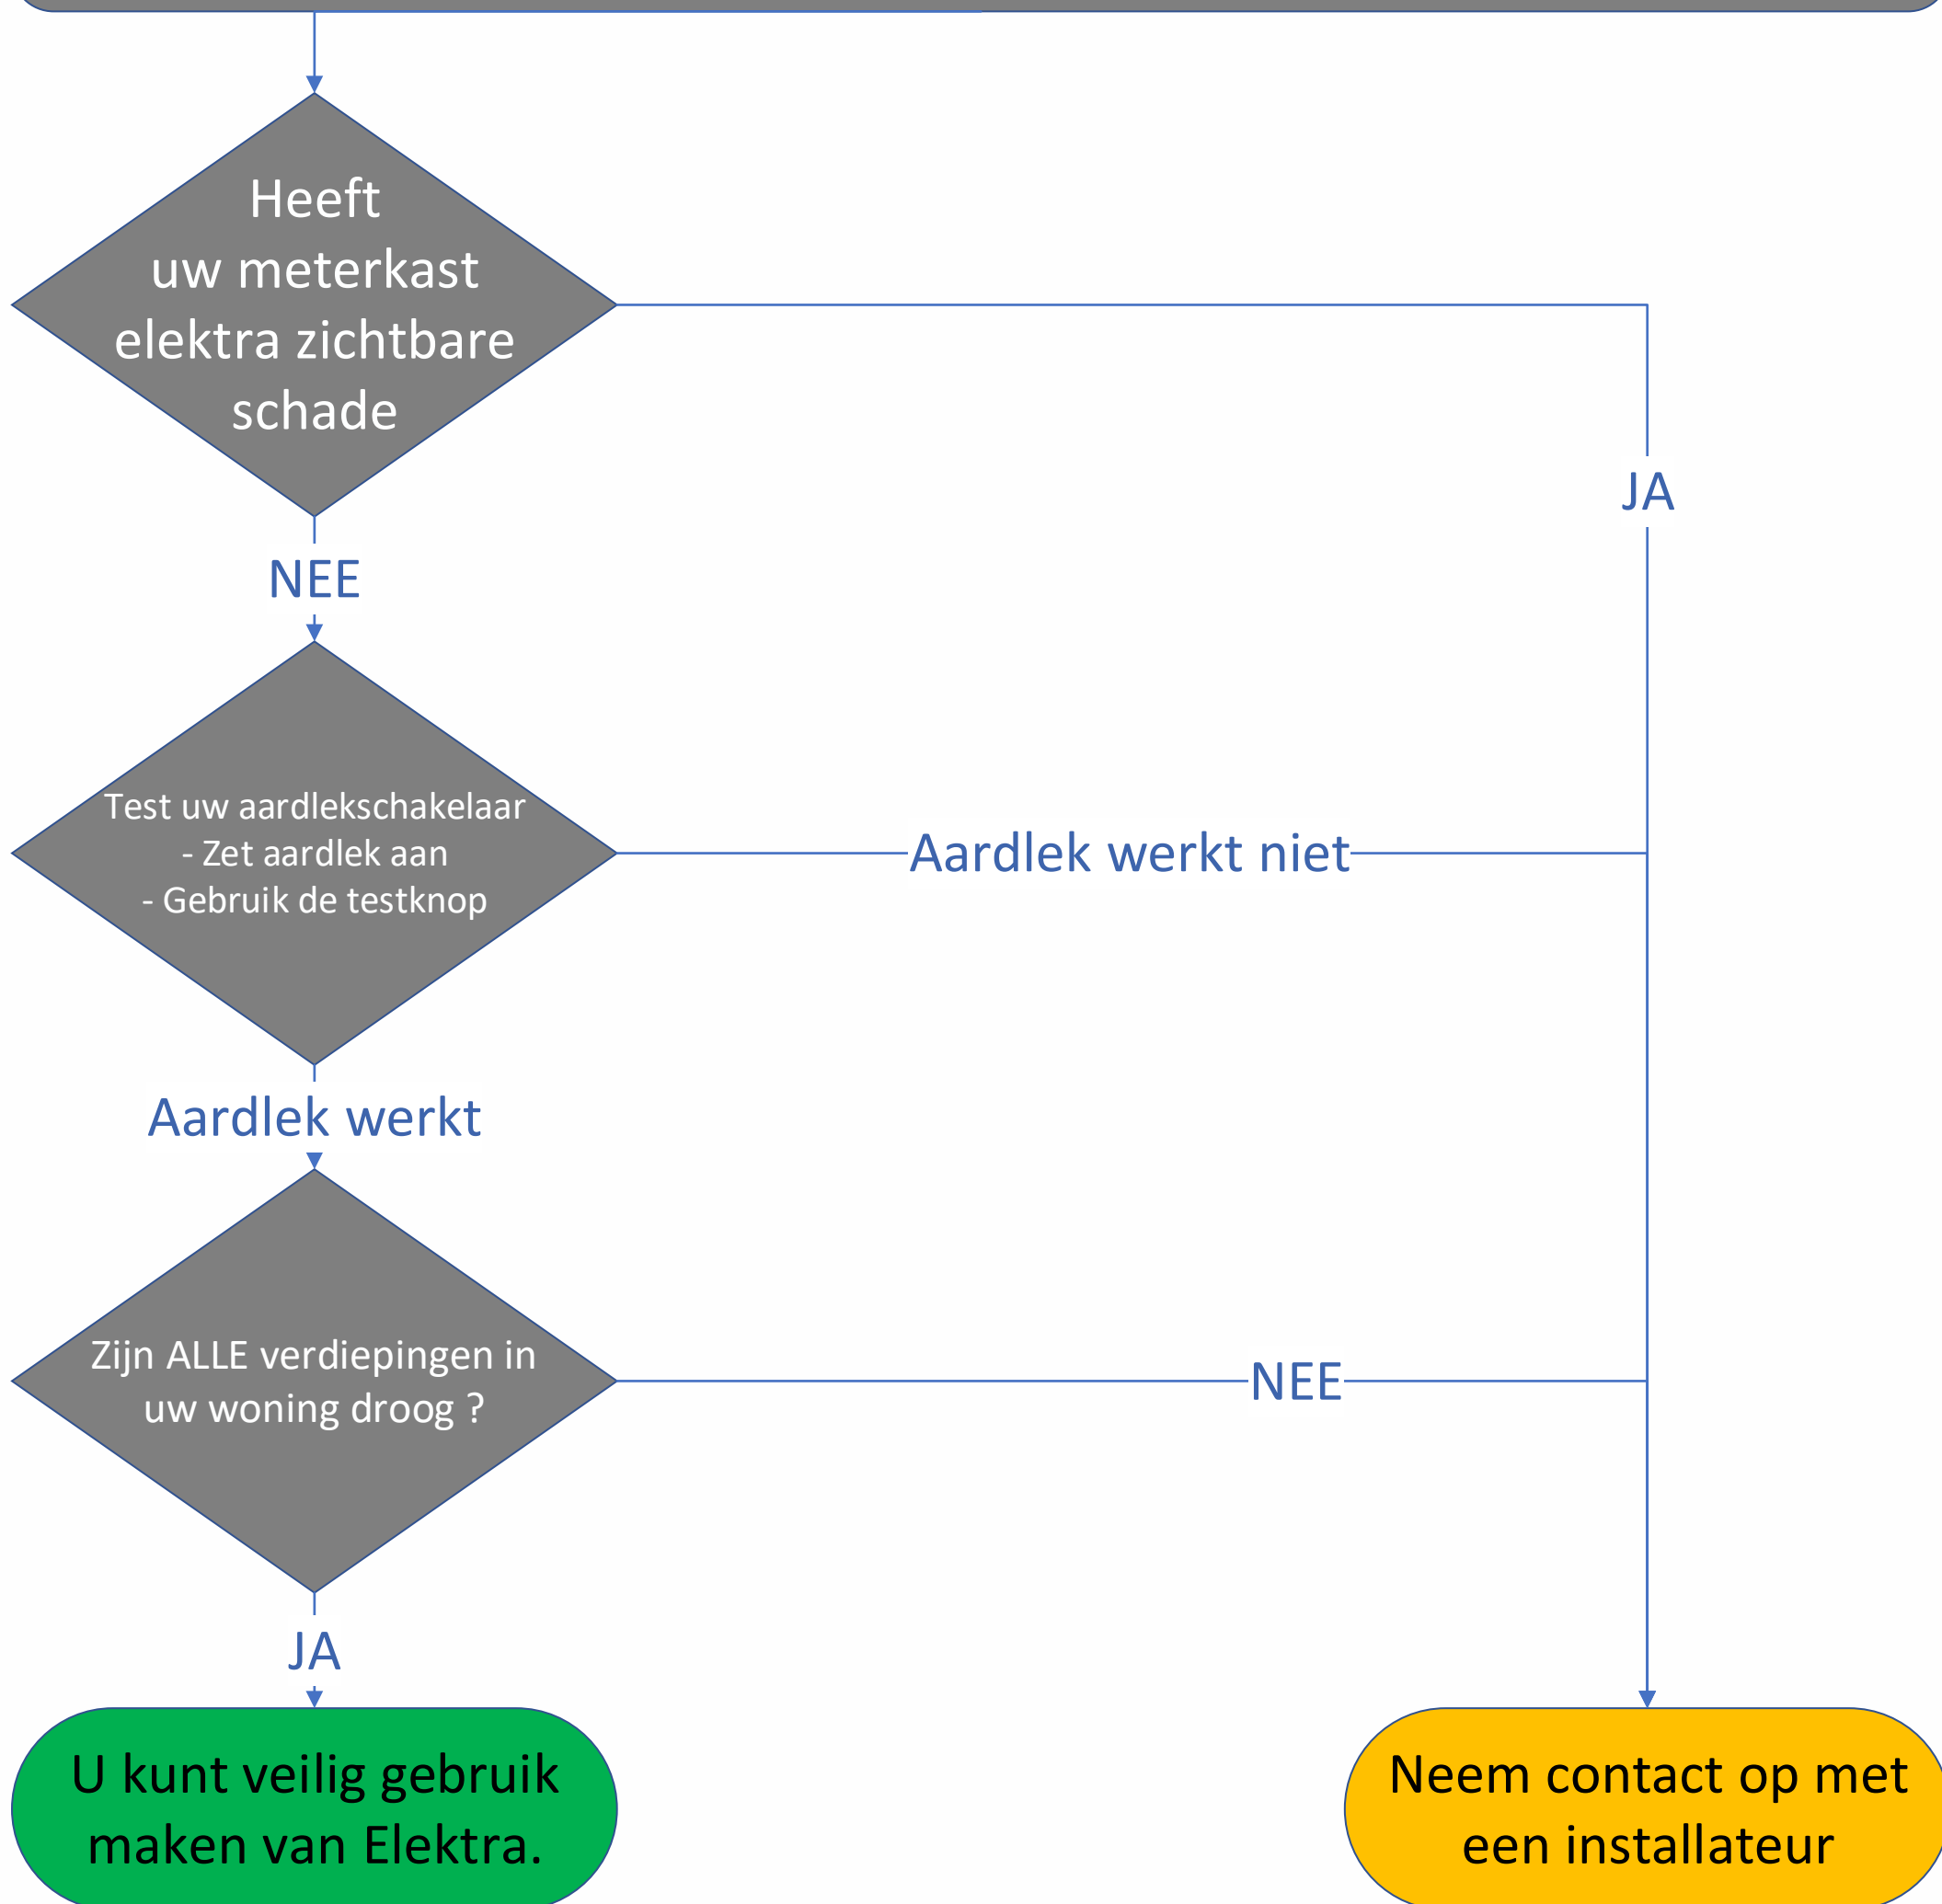 Heeft
uw meterkast
elektra zichtbare
schade
JA
NEE
Test uw aardlekschakelaar
- Zet aardlek aan
- Gebruik de testknop
Aardlek werkt niet
Aardlek werkt
Zijn ALLE verdiepingen in
uw woning droog ?
NEE
JA
U kunt veilig gebruik
maken van Elektra.
Neem contact op met
een installateur